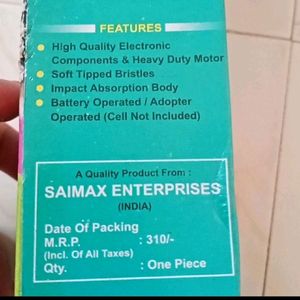 FEATURES
High Quality Electronic
Components & Heavy Duty Motor
Soft Tipped Bristles
Impact Absorption Body
Battery Operated / Adopter
Operated (Cell Not Included)
A Quality Product From :
SAIMAX ENTERPRISES
(INDIA)
Date Of Packing
M.R.P. : 310/-
(Incl. Of All Taxes)
Qty. : One Piece